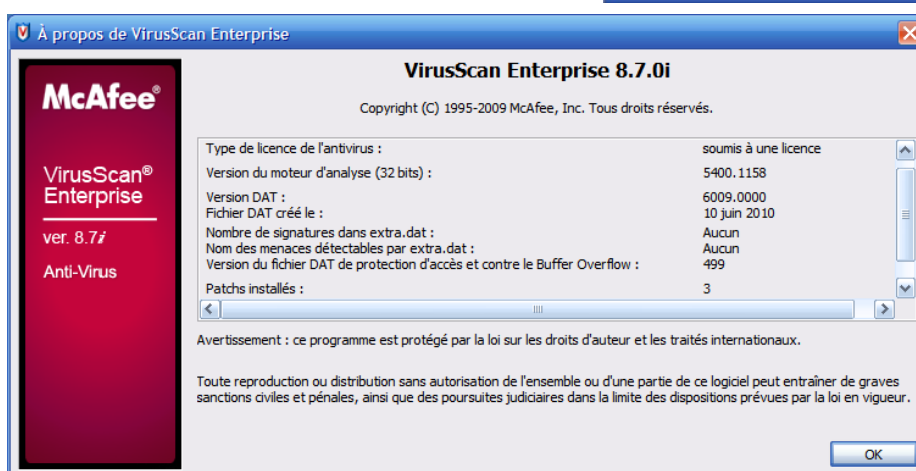 À propos de VirusScan Enterprise
McAfee®
VirusScan®
Enterprise
ver. 8.7i
Anti-Virus
VirusScan Enterprise 8.7.0i
Copyright (C) 1995-2009 McAfee, Inc. Tous droits réservés.
Type de licence de l'antivirus : soumis à une licence
Version du moteur d'analyse (32 bits) : 5400.1158
Version DAT : 6009.0000
Fichier DAT créé le : 10 juin 2010
Nombre de signatures dans extra.dat : Aucun
Nom des menaces détectables par extra.dat : Aucun
Version du fichier DAT de protection d'accès et contre le Buffer Overflow : 499
Patchs installés : 3
Avertissement : ce programme est protégé par la loi sur les droits d'auteur et les traités internationaux.
Toute reproduction ou distribution sans autorisation de l'ensemble ou d'une partie de ce logiciel peut entraîner de graves
sanctions civiles et pénales, ainsi que des poursuites judiciaires dans la limite des dispositions prévues par la loi en vigueur.
OK